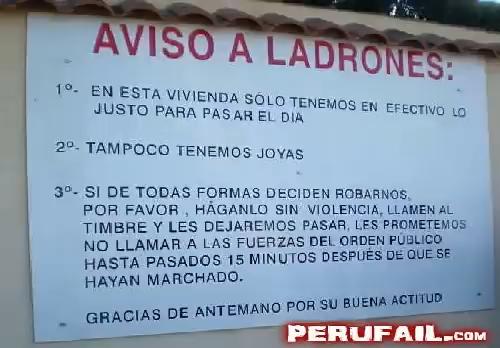 AVISO A LADRONES:
1º- EN ESTA VIVIENDA SÓLO TENEMOS EN EFECTIVO LO
JUSTO PARA PASAR EL DIA
2º- TAMPOCO TENEMOS JOYAS
3º- SI DE TODAS FORMAS DECIDEN ROBARNOS,
POR FAVOR , HÁGANLO SIN VIOLENCIA, LLAMEN AL
TIMBRE Y LES DEJAREMOS PASAR, LES PROMETEMOS
NO LLAMAR A LAS FUERZAS DEL ORDEN PÚBLICO
HASTA PASADOS 15 MINUTOS DESPUÉS DE QUE SE
HAYAN MARCHADO.
GRACIAS DE ANTEMANO POR SU BUENA ACTITUD
PERUFAIL.COM